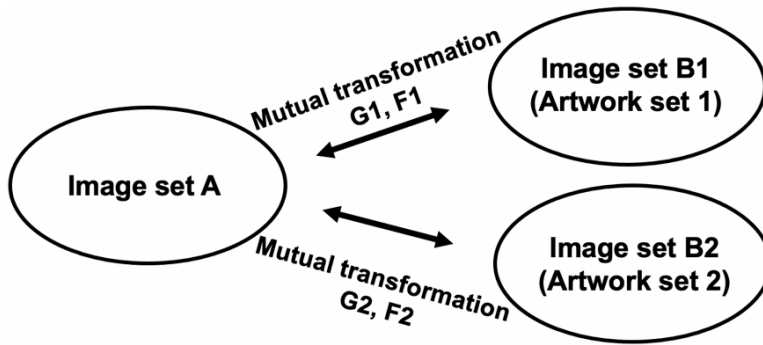 Image set A
Mutual transformation
G1, F1
Image set B1
(Artwork set 1)
Mutual transformation
G2, F2
Image set B2
(Artwork set 2)